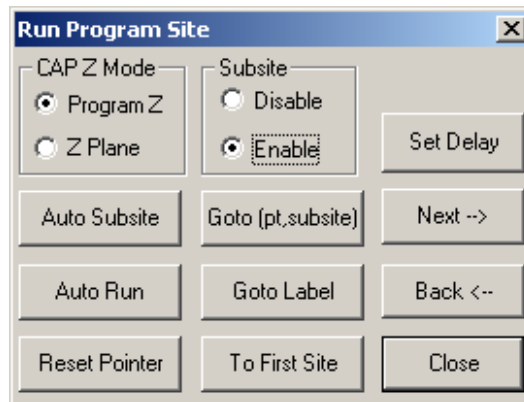 Run Program Site
CAP Z Mode
Program Z
Z Plane
Subsite
Disable
Enable
Set Delay
Auto Subsite
Goto (pt,subsite)
Next -->
Auto Run
Goto Label
Back <--
Reset Pointer
To First Site
Close